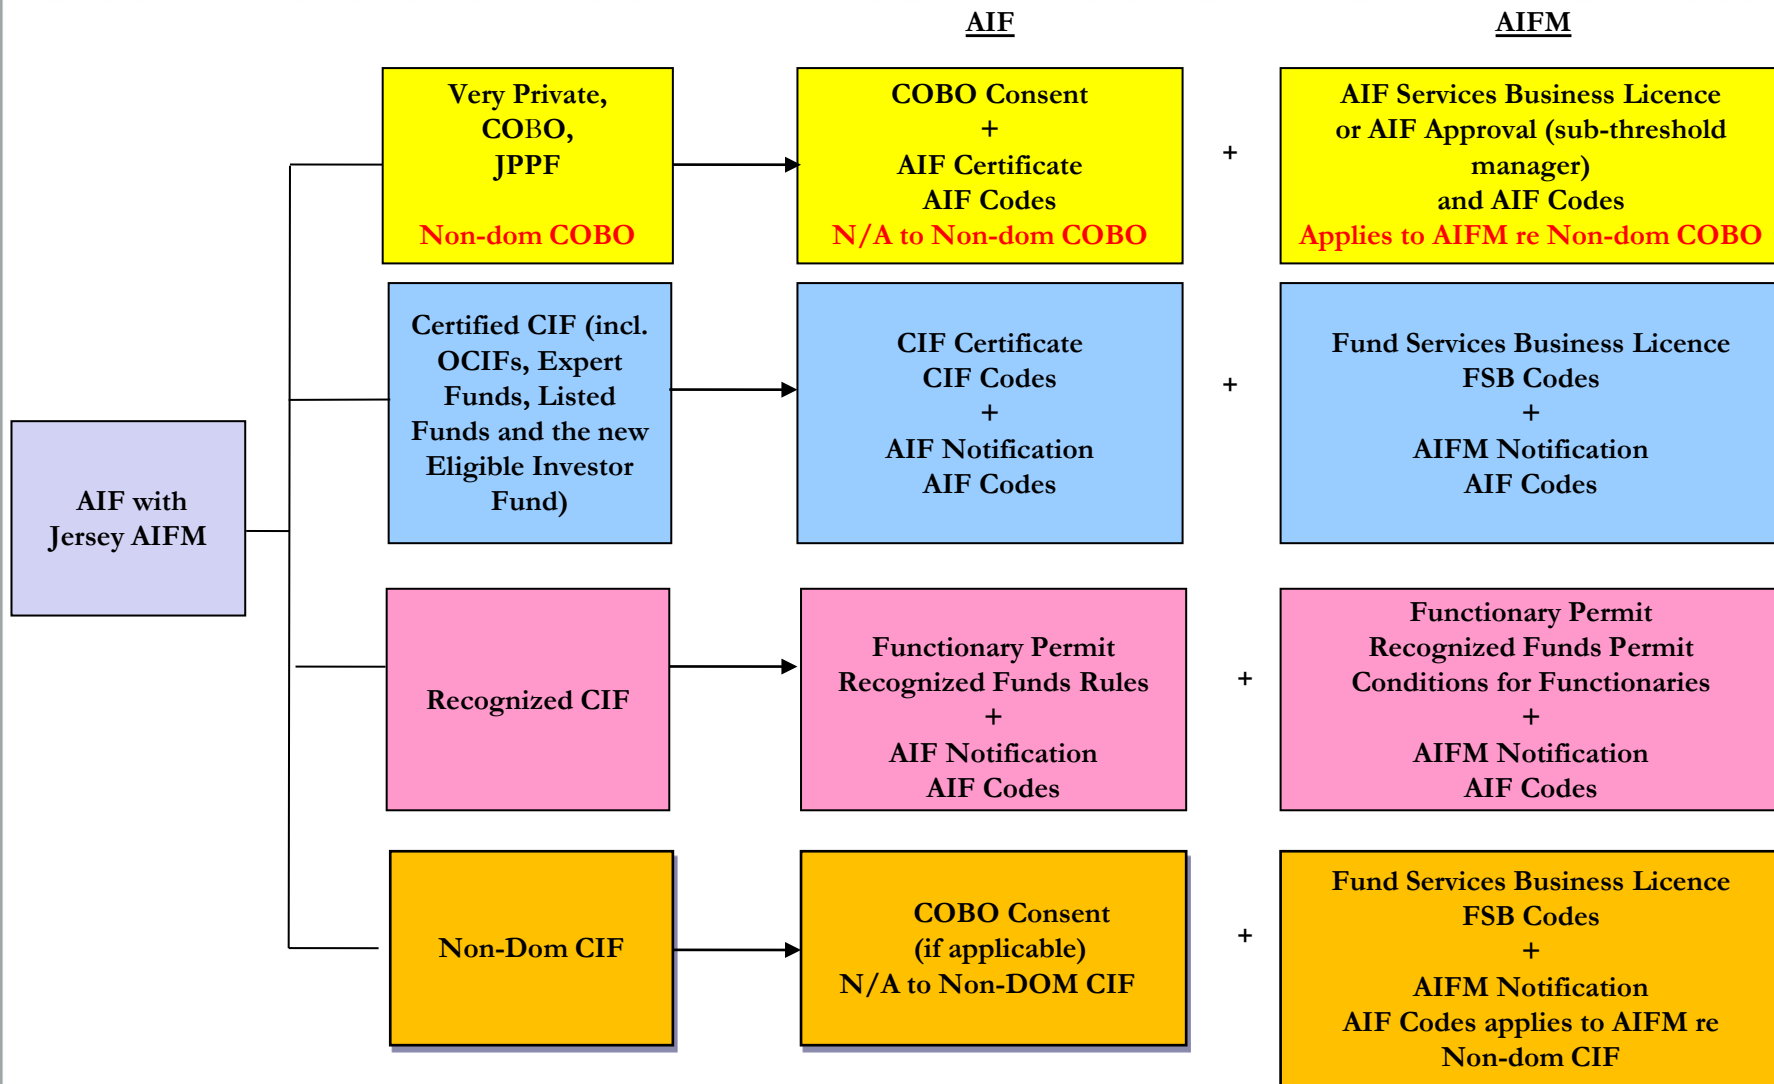 AIF
AIFM
Very Private,
COBO,
JPPF
Non-dom COBO
COBO Consent
+
AIF Certificate
AIF Codes
N/A to Non-dom COBO
+
AIF Services Business Licence
or AIF Approval (sub-threshold
manager)
and AIF Codes
Applies to AIFM re Non-dom COBO
Certified CIF (incl.
OCIFs, Expert
Funds, Listed
Funds and the new
Eligible Investor
Fund)
CIF Certificate
CIF Codes
+
AIF Notification
AIF Codes
+
Fund Services Business Licence
FSB Codes
+
AIFM Notification
AIF Codes
AIF with
Jersey AIFM
Recognized CIF
Functionary Permit
Recognized Funds Rules
+
AIF Notification
AIF Codes
+
Functionary Permit
Recognized Funds Permit
Conditions for Functionaries
+
AIFM Notification
AIF Codes
Non-Dom CIF
COBO Consent
(if applicable)
N/A to Non-DOM CIF
+
Fund Services Business Licence
FSB Codes
+
AIFM Notification
AIF Codes applies to AIFM re
Non-dom CIF